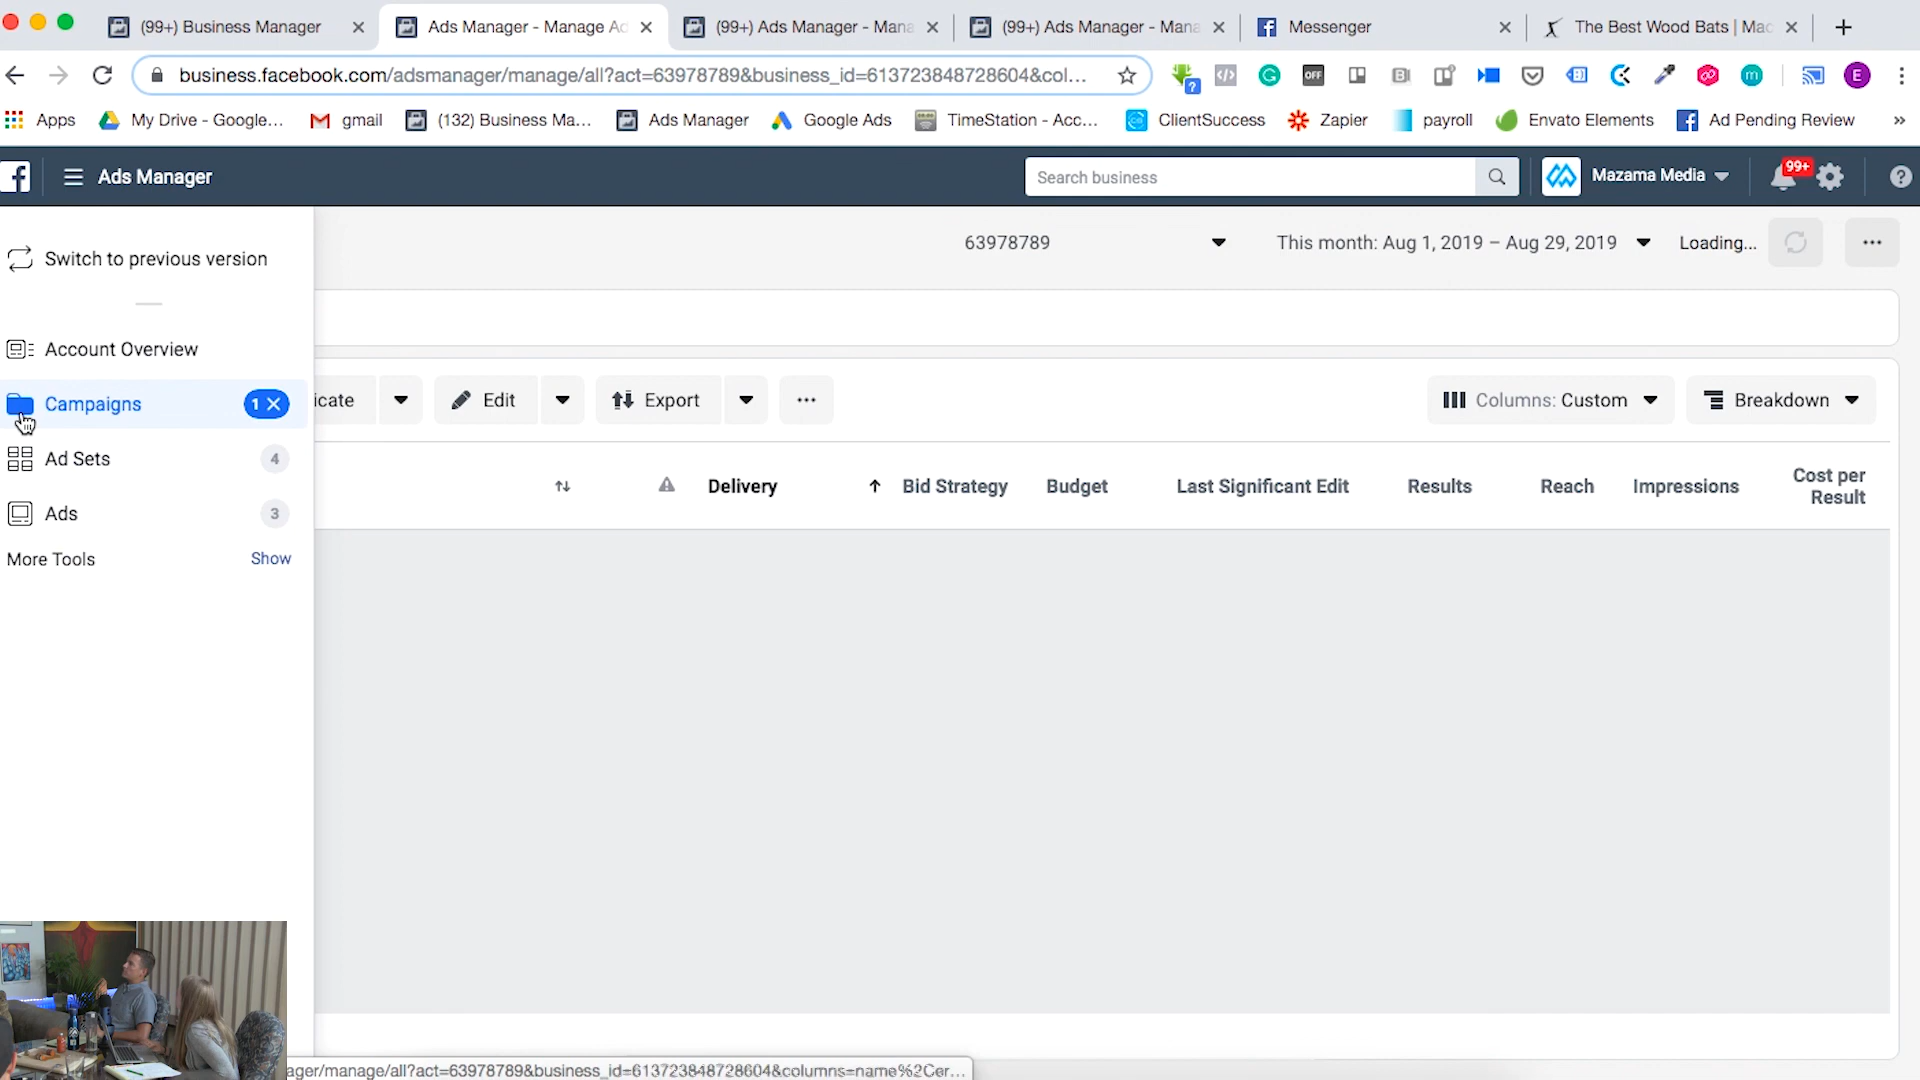 (99+) Business Manager
Ads Manager - Manage Ad
(99+) Ads Manager - Mana
(99+) Ads Manager - Mana
Messenger
The Best Wood Bats | Mac
business.facebook.com/adsmanager/manage/all?act=63978789&business_id=613723848728604&col...
OFF
E
Apps
My Drive - Google...
gmail
(132) Business Ma...
Ads Manager
Google Ads
TimeStation - Acc...
ClientSuccess
Zapier
payroll
Envato Elements
Ad Pending Review
»
Ads Manager
Search business
Mazama Media
99+
Switch to previous version
63978789
This month: Aug 1, 2019 – Aug 29, 2019
Loading...
Account Overview
Campaigns
1
icate
Edit
Export
Columns: Custom
Breakdown
Ad Sets
4
Delivery
Bid Strategy
Budget
Last Significant Edit
Results
Reach
Impressions
Cost per
Result
Ads
3
More Tools
Show
ager/manage/all?act=63978789&business_id=613723848728604&columns=name%2Cer...